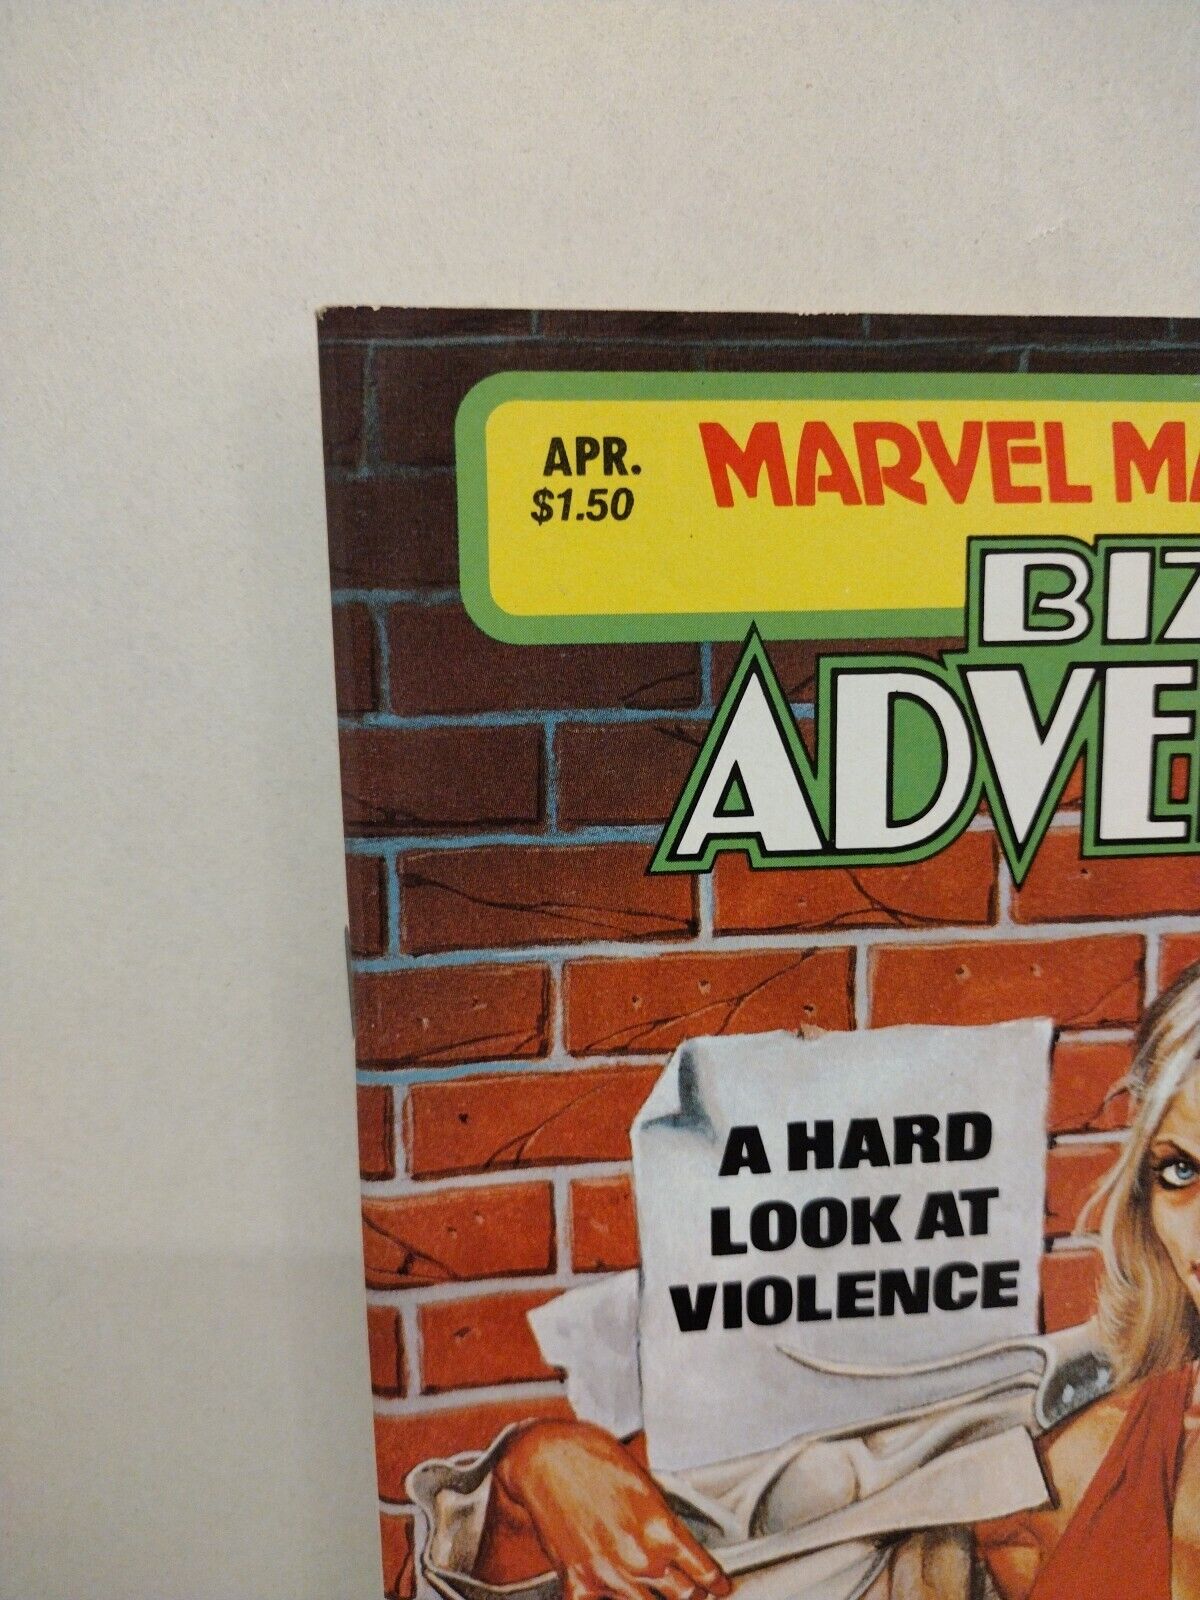 APR.
$1.50
MARVEL MA
BIZ
ADVE
A HARD
LOOK AT
VIOLENCE